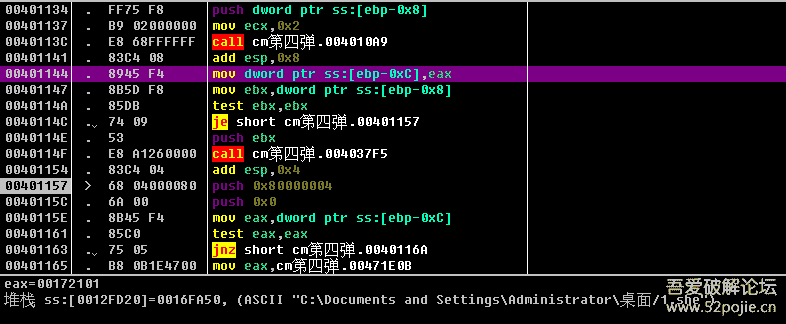 00401134 . FF75 F8 push dword ptr ss:[ebp-0x8]
00401137 . B9 02000000 mov ecx,0x2
0040113C . E8 68FFFFFF call cm第四弹.004010A9
00401141 . 83C4 08 add esp,0x8
00401144 . 8945 F4 mov dword ptr ss:[ebp-0xC],eax
00401147 . 8B5D F8 mov ebx,dword ptr ss:[ebp-0x8]
0040114A . 85DB test ebx,ebx
0040114C . 74 09 je short cm第四弹.00401157
0040114E . 53 push ebx
0040114F . E8 A1260000 call cm第四弹.004037F5
00401154 . 83C4 04 add esp,0x4
00401157 > 68 04000080 push 0x80000004
0040115C . 6A 00 push 0x0
0040115E . 8B45 F4 mov eax,dword ptr ss:[ebp-0xC]
00401161 . 85C0 test eax,eax
00401163 . 75 05 jnz short cm第四弹.0040116A
00401165 . B8 0B1E4700 mov eax,cm第四弹.00471E0B
eax=00172101
堆栈 ss:[0012FD20]=0016FA50, (ASCII "C:\Documents and Settings\Administrator\桌面/1.she")
吾爱破解论坛
www.52pojie.cn